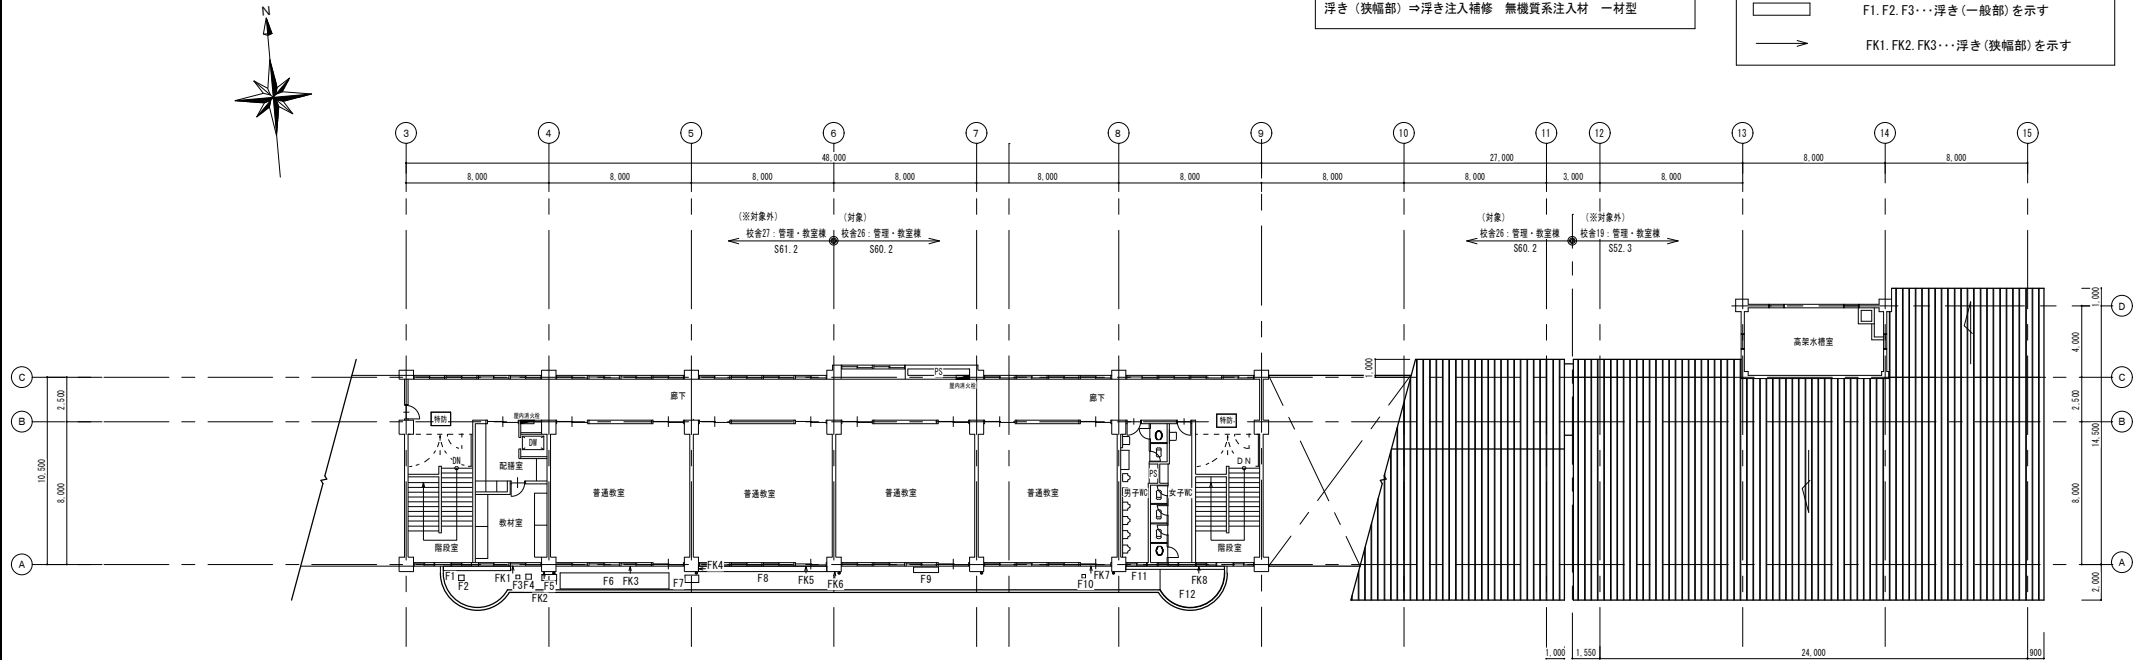 浮き（狭幅部）⇒浮き注入補修　無機質系注入材　一材型
F1.F2.F3･･･浮き(一般部)を示す
FK1.FK2.FK3･･･浮き(狭幅部)を示す
N
3 4 5 6 7 8 9 10 11 12 13 14 15
48,000 27,000 8,000 8,000
8,000 8,000 8,000 8,000 8,000 8,000 8,000 8,000 3,000 8,000
(※対象外) (対象) (対象) (※対象外)
校舎27：管理・教室棟 校舎26：管理・教室棟 校舎26：管理・教室棟 校舎19：管理・教室棟
S61.2 S60.2 S60.2 S52.3
1,000
D
高架水槽室
4,000
1,000
C
PS
屋内消火栓
C
2,500
廊下
廊下
2,500
特防
屋内消火栓
特防
B
B
DW
14,500
DN
配膳室
DN
PS
10,500
8,000
普通教室
普通教室
普通教室
普通教室
男子WC
女子WC
8,000
教材室
階段室
階段室
A
A
FK4
F1 F2 FK1 F3 F4 F5 F6 FK3 F7 F8 FK5 FK6 F9 F10 FK7 F11 FK8
FK2
F12
2,000
1,000 1,550 24,000 900